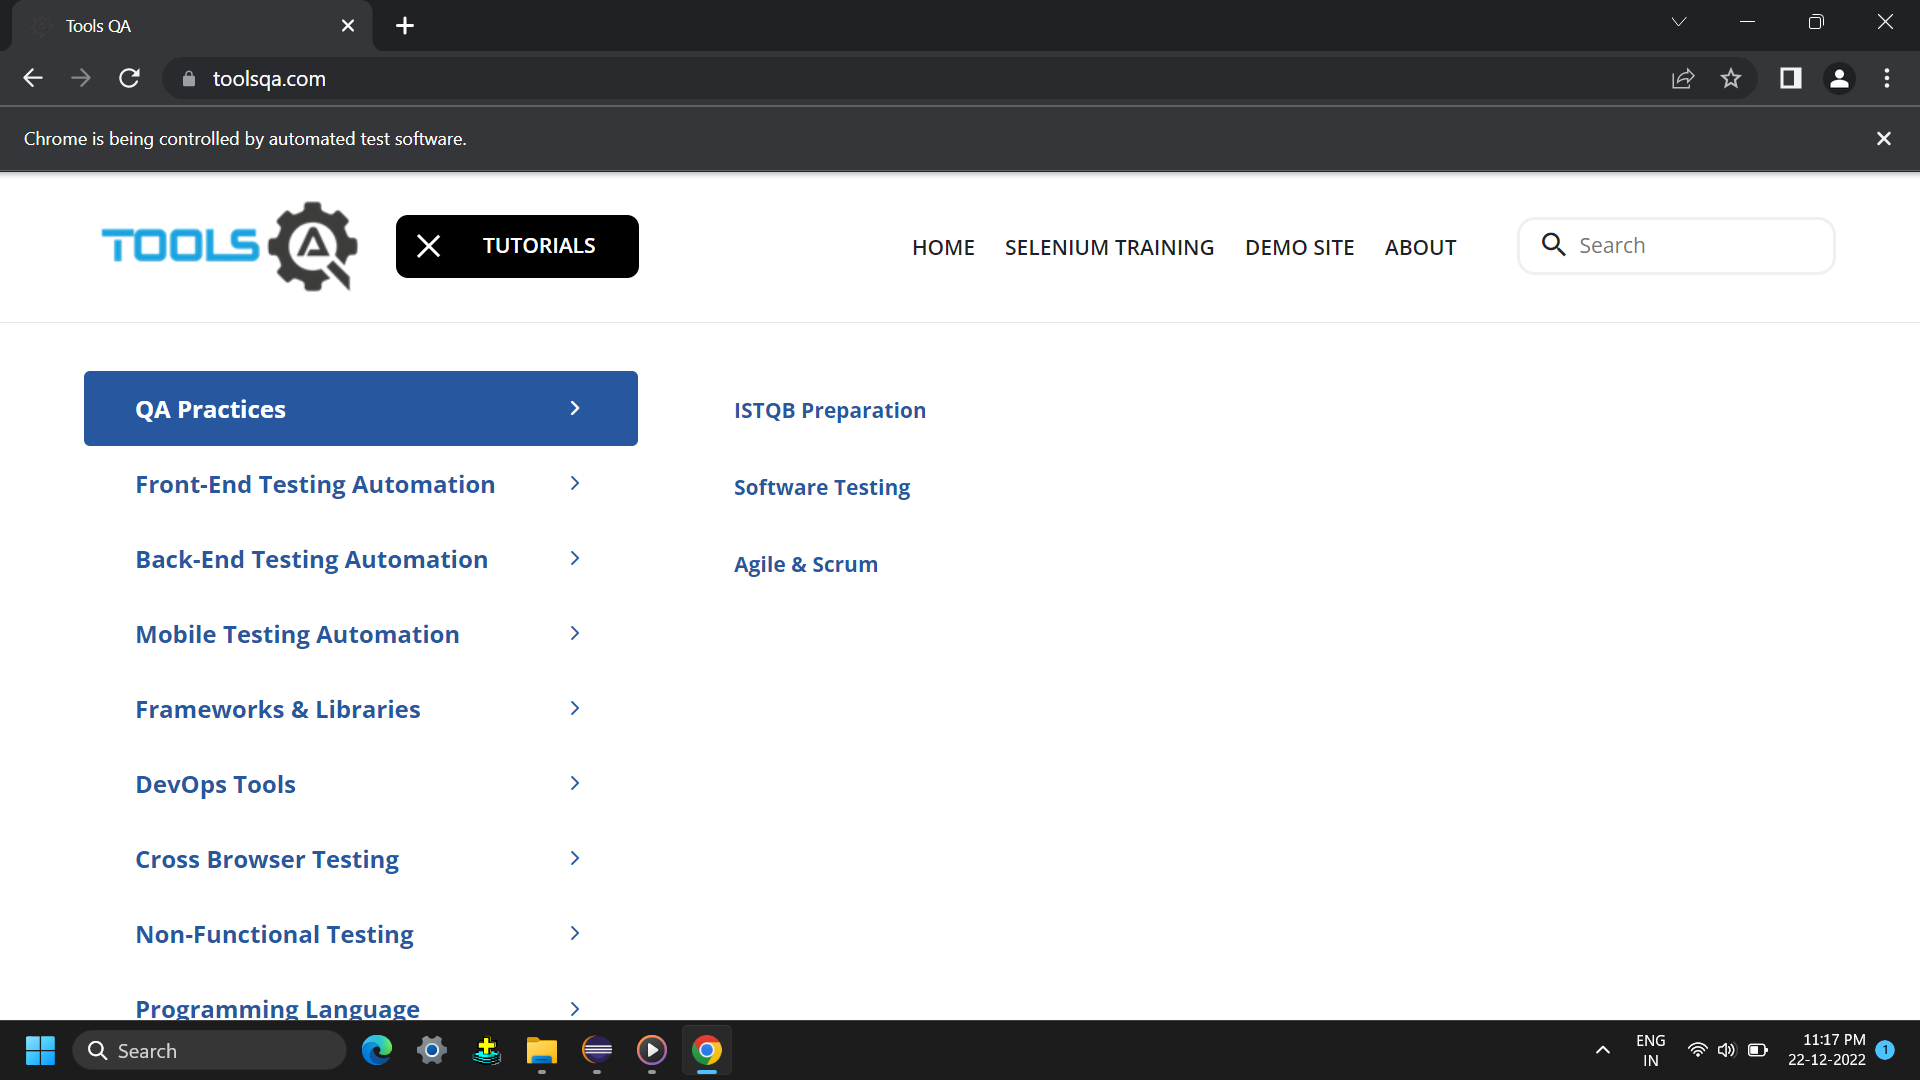 Tools QA
toolsqa.com
Chrome is being controlled by automated test software.
TOOLS QA
TUTORIALS
HOME SELENIUM TRAINING DEMO SITE ABOUT
Search
QA Practices
ISTQB Preparation
Front-End Testing Automation
Software Testing
Back-End Testing Automation
Agile & Scrum
Mobile Testing Automation
Frameworks & Libraries
DevOps Tools
Cross Browser Testing
Non-Functional Testing
Programming Language
Search
ENG
IN
11:17 PM
22-12-2022
1